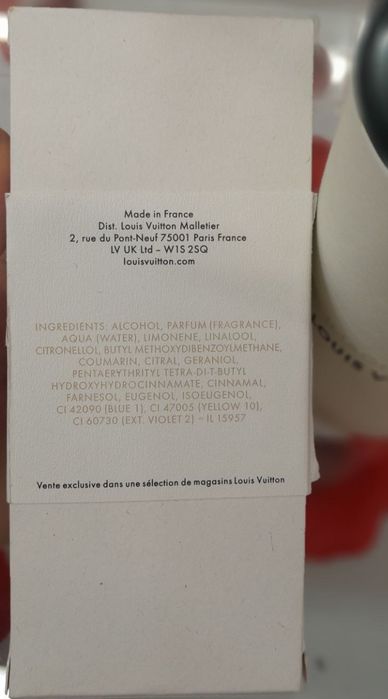 Made in France
Dist. Louis Vuitton Malletier
2, rue du Pont-Neuf 75001 Paris France
LV UK Ltd – W1S 2SQ
louisvuitton.com
INGREDIENTS: ALCOHOL, PARFUM (FRAGRANCE),
AQUA (WATER), LIMONENE, LINALOOL,
CITRONELLOL, BUTYL METHOXYDIBENZOYLMETHANE,
COUMARIN, CITRAL, GERANIOL,
PENTAERYTHRITYL TETRA-DI-T-BUTYL
HYDROXYHYDROCINNAMATE, CINNAMAL,
FARNESOL, EUGENOL, ISOEUGENOL,
CI 42090 (BLUE 1), CI 47005 (YELLOW 10),
CI 60730 (EXT. VIOLET 2) – IL 15957
Vente exclusive dans une sélection de magasins Louis Vuitton
LOUIS V